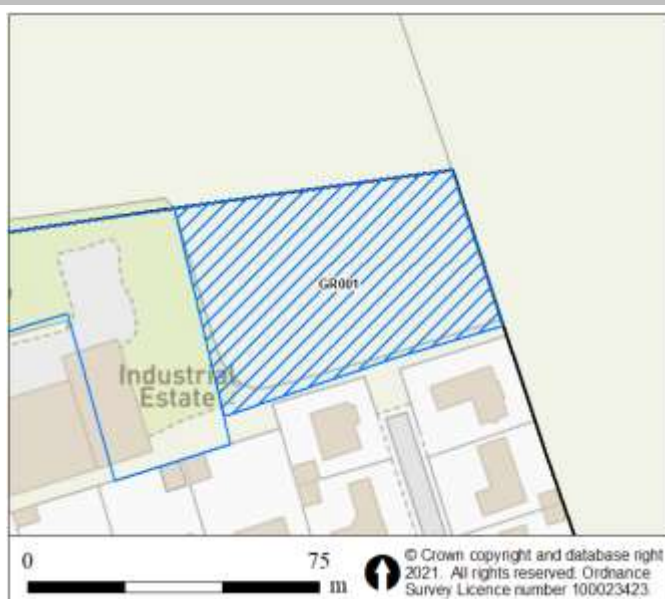 GR001
Industrial
Estate
0 75
m
© Crown copyright and database right
2021. All rights reserved. Ordnance
Survey Licence number 100023423